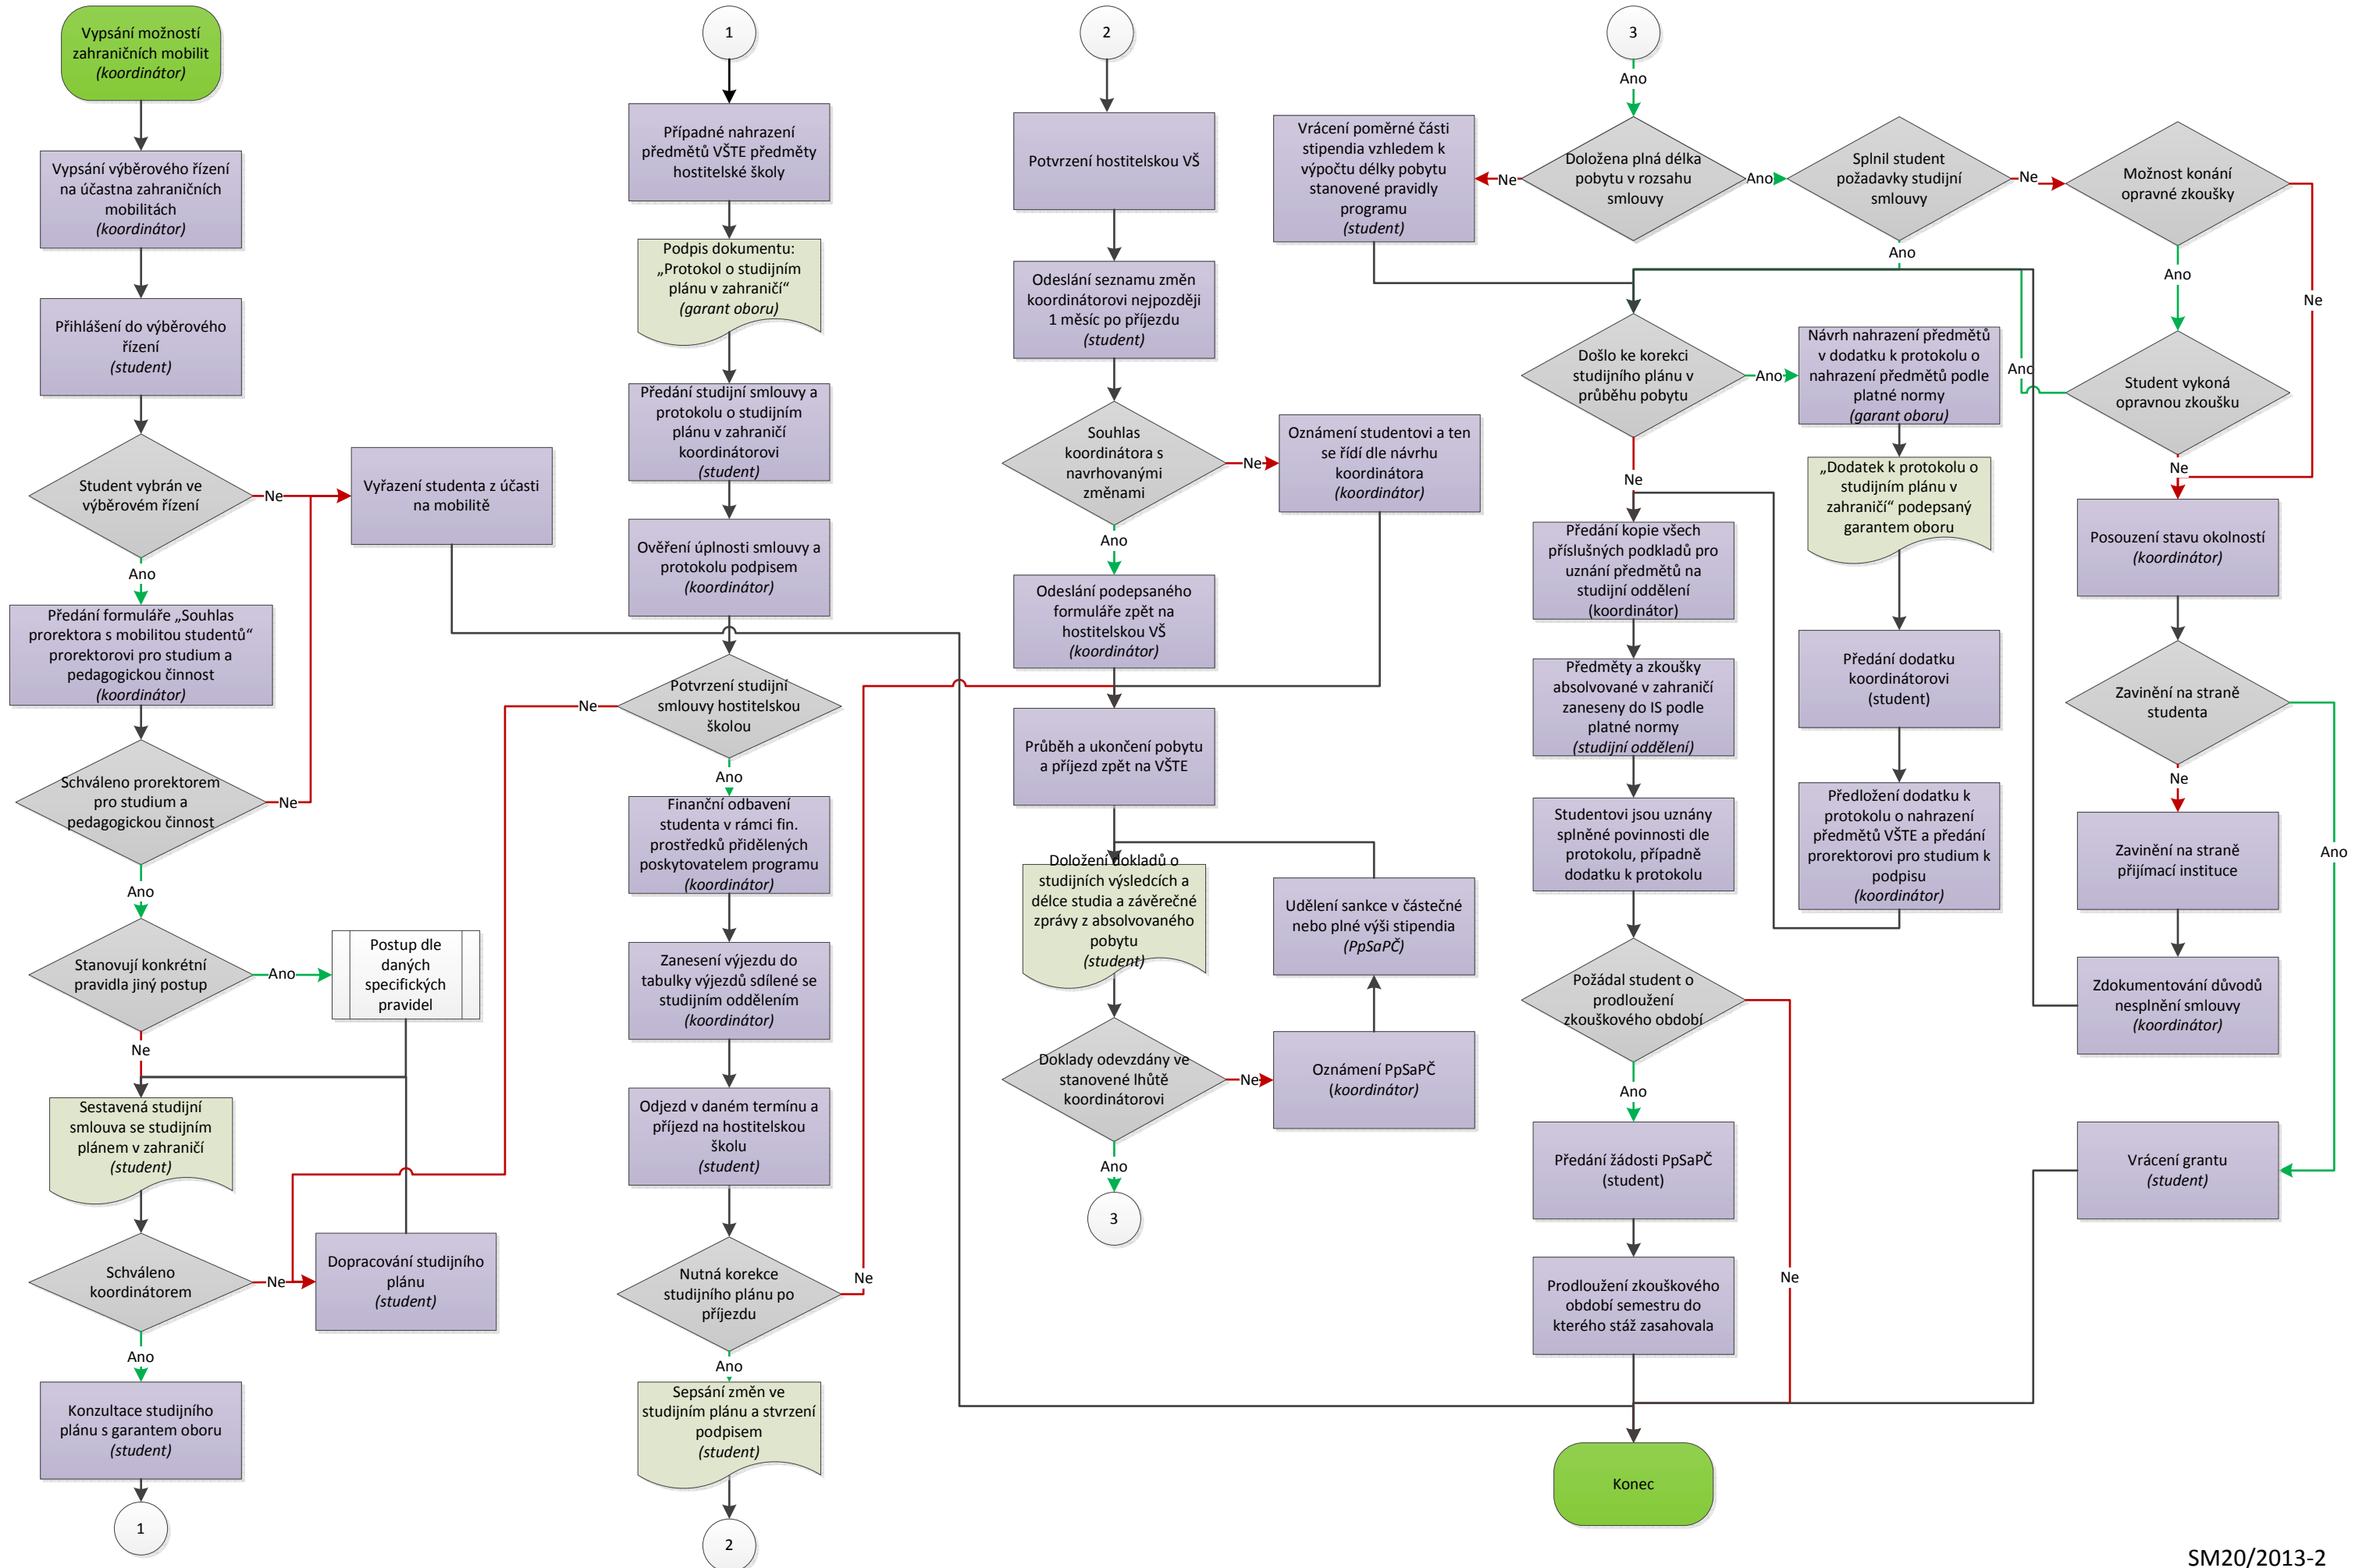 Vypsání možností
zahraničních mobilit
(koordinátor)
Vypsání výběrového řízení
na účastna zahraničních
mobilitách
(koordinátor)
Přihlášení do výběrového
řízení
(student)
Student vybrán ve
výběrovém řízení
Ne
Vyřazení studenta z účasti
na mobilitě
Ano
Předání formuláře „Souhlas
prorektora s mobilitou studentů“
prorektorovi pro studium a
pedagogickou činnost
(koordinátor)
Schváleno prorektorem
pro studium a
pedagogickou činnost
Ne
Ano
Stanovují konkrétní
pravidla jiný postup
Ano
Postup dle
daných
specifických
pravidel
Ne
Sestavená studijní
smlouva se studijním
plánem v zahraničí
(student)
Schváleno
koordinátorem
Ne
Dopracování studijního
plánu
(student)
Ano
Konzultace studijního
plánu s garantem oboru
(student)
1
1
Případné nahrazení
předmětů VŠTE předměty
hostitelské školy
Podpis dokumentu:
„Protokol o studijním
plánu v zahraničí“
(garant oboru)
Předání studijní smlouvy a
protokolu o studijním
plánu v zahraničí
koordinátorovi
(student)
Ověření úplnosti smlouvy a
protokolu podpisem
(koordinátor)
Ne
Potvrzení studijní
smlouvy hostitelskou
školou
Ano
Finanční odbavení
studenta v rámci fin.
prostředků přidělených
poskytovatelem programu
(koordinátor)
Zanesení výjezdu do
tabulky výjezdů sdílené se
studijním oddělením
(koordinátor)
Odjezd v daném termínu a
příjezd na hostitelskou
školu
(student)
Nutná korekce
studijního plánu po
příjezdu
Ne
Ano
Sepsání změn ve
studijním plánu a stvrzení
podpisem
(student)
2
2
Potvrzení hostitelskou VŠ
Odeslání seznamu změn
koordinátorovi nejpozději
1 měsíc po příjezdu
(student)
Souhlas
koordinátora s
navrhovanými
změnami
Ne
Oznámení studentovi a ten
se řídí dle návrhu
koordinátora
(koordinátor)
Ano
Odeslání podepsaného
formuláře zpět na
hostitelskou VŠ
(koordinátor)
Průběh a ukončení pobytu
a příjezd zpět na VŠTE
Doložení dokladů o
studijních výsledcích a
délce studia a závěrečné
zprávy z absolvovaného
pobytu
(student)
Udělení sankce v částečné
nebo plné výši stipendia
(PpSaPČ)
Doklady odevzdány ve
stanovené lhůtě
koordinátorovi
Ne
Oznámení PpSaPČ
(koordinátor)
Ano
3
3
Ano
Vrácení poměrné části
stipendia vzhledem k
výpočtu délky pobytu
stanovené pravidly
programu
(student)
Ne
Doložena plná délka
pobytu v rozsahu
smlouvy
Ano
Splnil student
požadavky studijní
smlouvy
Ne
Možnost konání
opravné zkoušky
Ano
Ano
Ne
Došlo ke korekci
studijního plánu v
průběhu pobytu
Ano
Návrh nahrazení předmětů
v dodatku k protokolu o
nahrazení předmětů podle
platné normy
(garant oboru)
Ano
Student vykoná
opravnou zkoušku
Ne
Ne
„Dodatek k protokolu o
studijním plánu v
zahraničí“ podepsaný
garantem oboru
Předání kopie všech
příslušných podkladů pro
uznání předmětů na
studijní oddělení
(koordinátor)
Posouzení stavu okolností
(koordinátor)
Předměty a zkoušky
absolvované v zahraničí
zaneseny do IS podle
platné normy
(studijní oddělení)
Předání dodatku
koordinátorovi
(student)
Zavinění na straně
studenta
Ne
Ano
Studentovi jsou uznány
splněné povinnosti dle
protokolu, případně
dodatku k protokolu
Předložení dodatku k
protokolu o nahrazení
předmětů VŠTE a předání
prorektorovi pro studium k
podpisu
(koordinátor)
Zavinění na straně
přijímací instituce
Požádal student o
prodloužení
zkouškového období
Zdokumentování důvodů
nesplnění smlouvy
(koordinátor)
Ano
Předání žádosti PpSaPČ
(student)
Vrácení grantu
(student)
Ne
Prodloužení zkouškového
období semestru do
kterého stáž zasahovala
Konec
SM20/2013-2